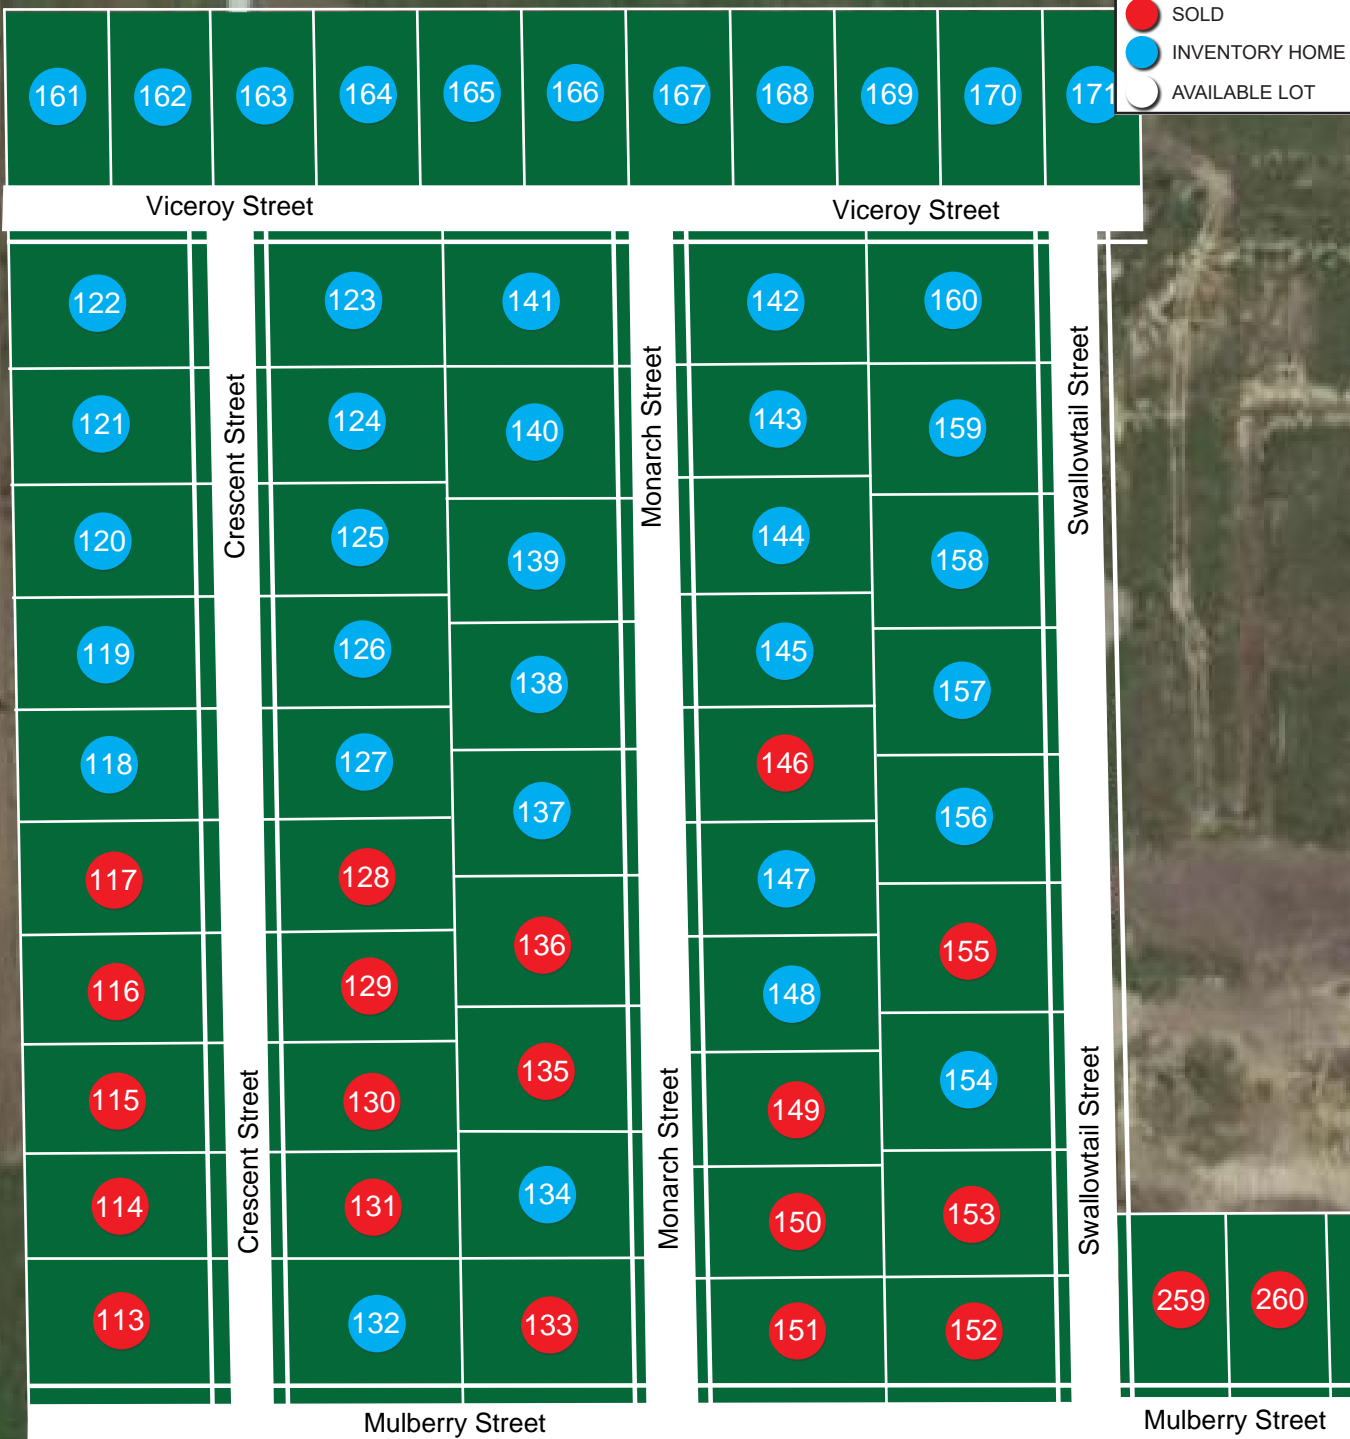 SOLD
INVENTORY HOME
AVAILABLE LOT
161 162 163 164 165 166 167 168 169 170 171
Viceroy Street Viceroy Street
122 123 141 142 160
121 124 140 143 159
120 125 139 144 158
119 126 138 145 157
118 127 137 146 156
117 128 136 147 155
116 129 135 148 154
115 130 134 149 153
114 131 133 150 152
113 132 151
259 260
Crescent Street
Monarch Street
Swallowtail Street
Crescent Street
Monarch Street
Swallowtail Street
Mulberry Street Mulberry Street